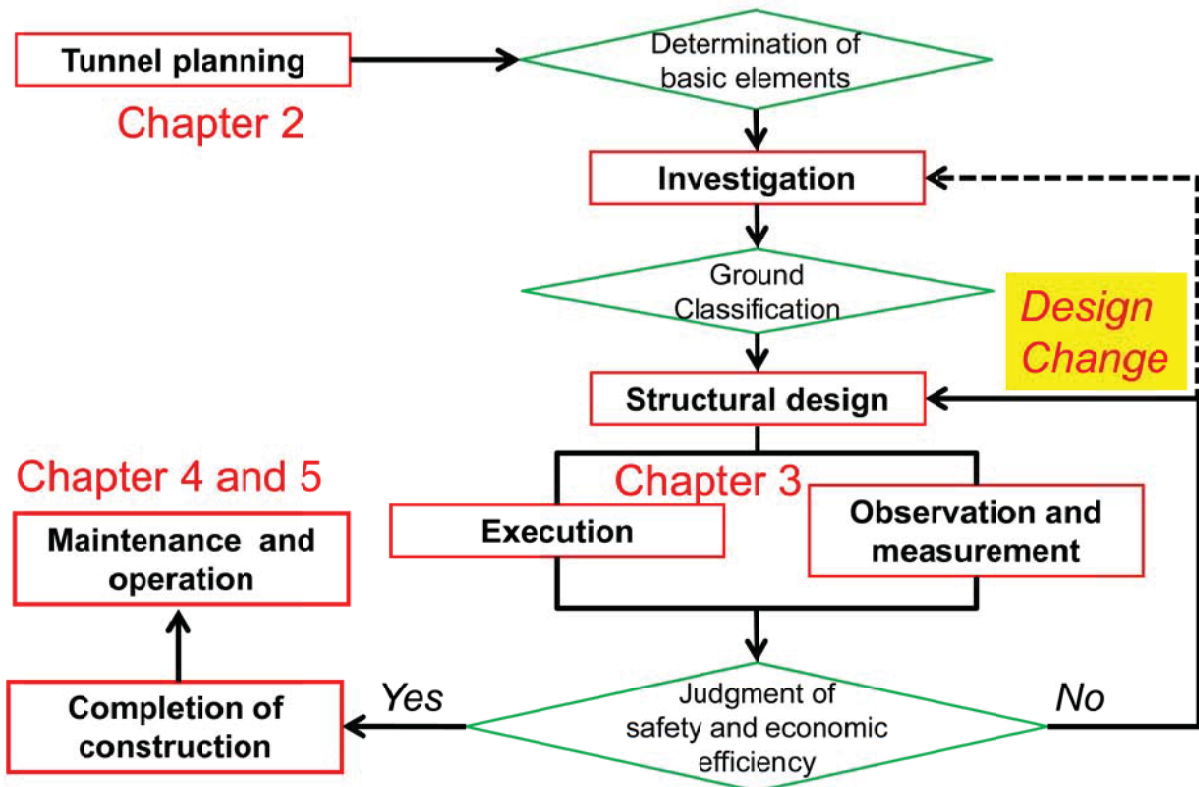 Tunnel planning
Determination of
basic elements
Chapter 2
Investigation
Ground
Classification
Design
Change
Structural design
Chapter 4 and 5
Chapter 3
Execution
Observation and
measurement
Maintenance and
operation
Completion of
construction
Yes
Judgment of
safety and economic
efficiency
No